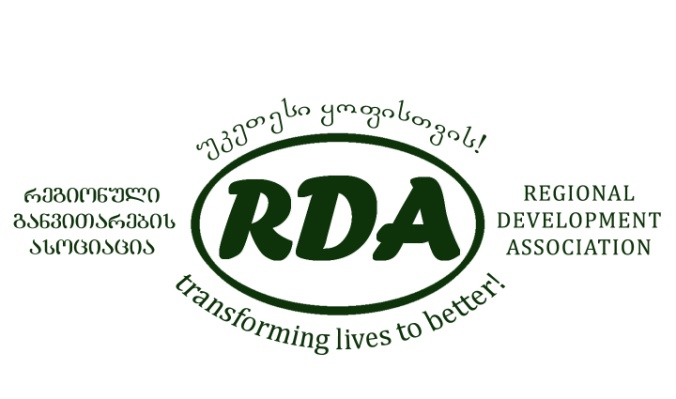 უკეთესი ყოფისთვის!
რეგიონული
განვითარების
ასოციაცია
RDA
REGIONAL
DEVELOPMENT
ASSOCIATION
transforming lives to better!